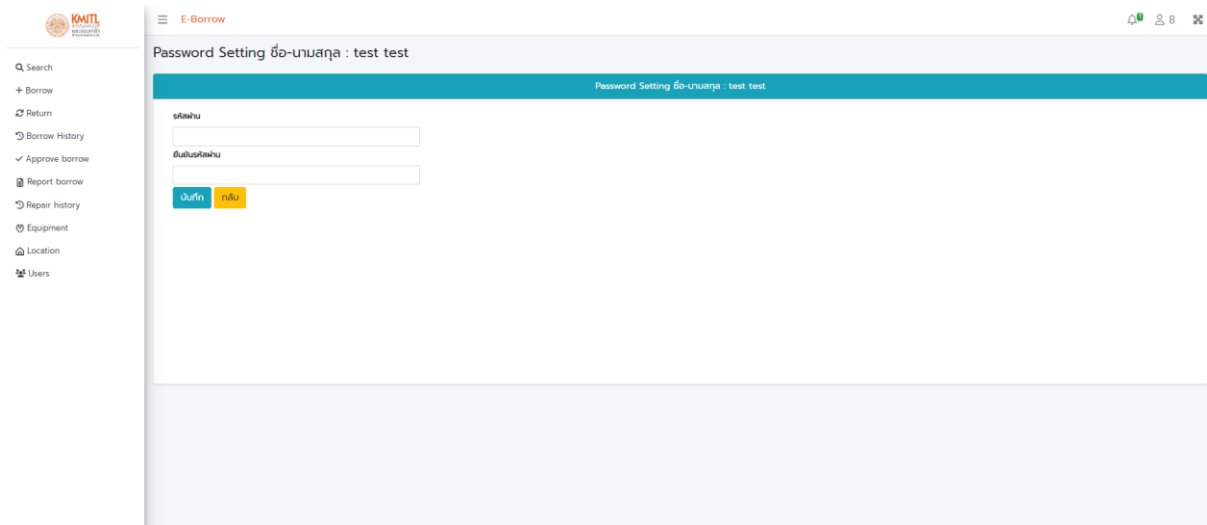 KMITL
E-Borrow
1
8
Search
Borrow
Return
Borrow History
Approve borrow
Report borrow
Repair history
Equipment
Location
Users
Password Setting ชื่อ-นามสกุล : test test
Password Setting ชื่อ-นามสกุล : test test
รหัสผ่าน
ยืนยันรหัสผ่าน
บันทึก กลับ